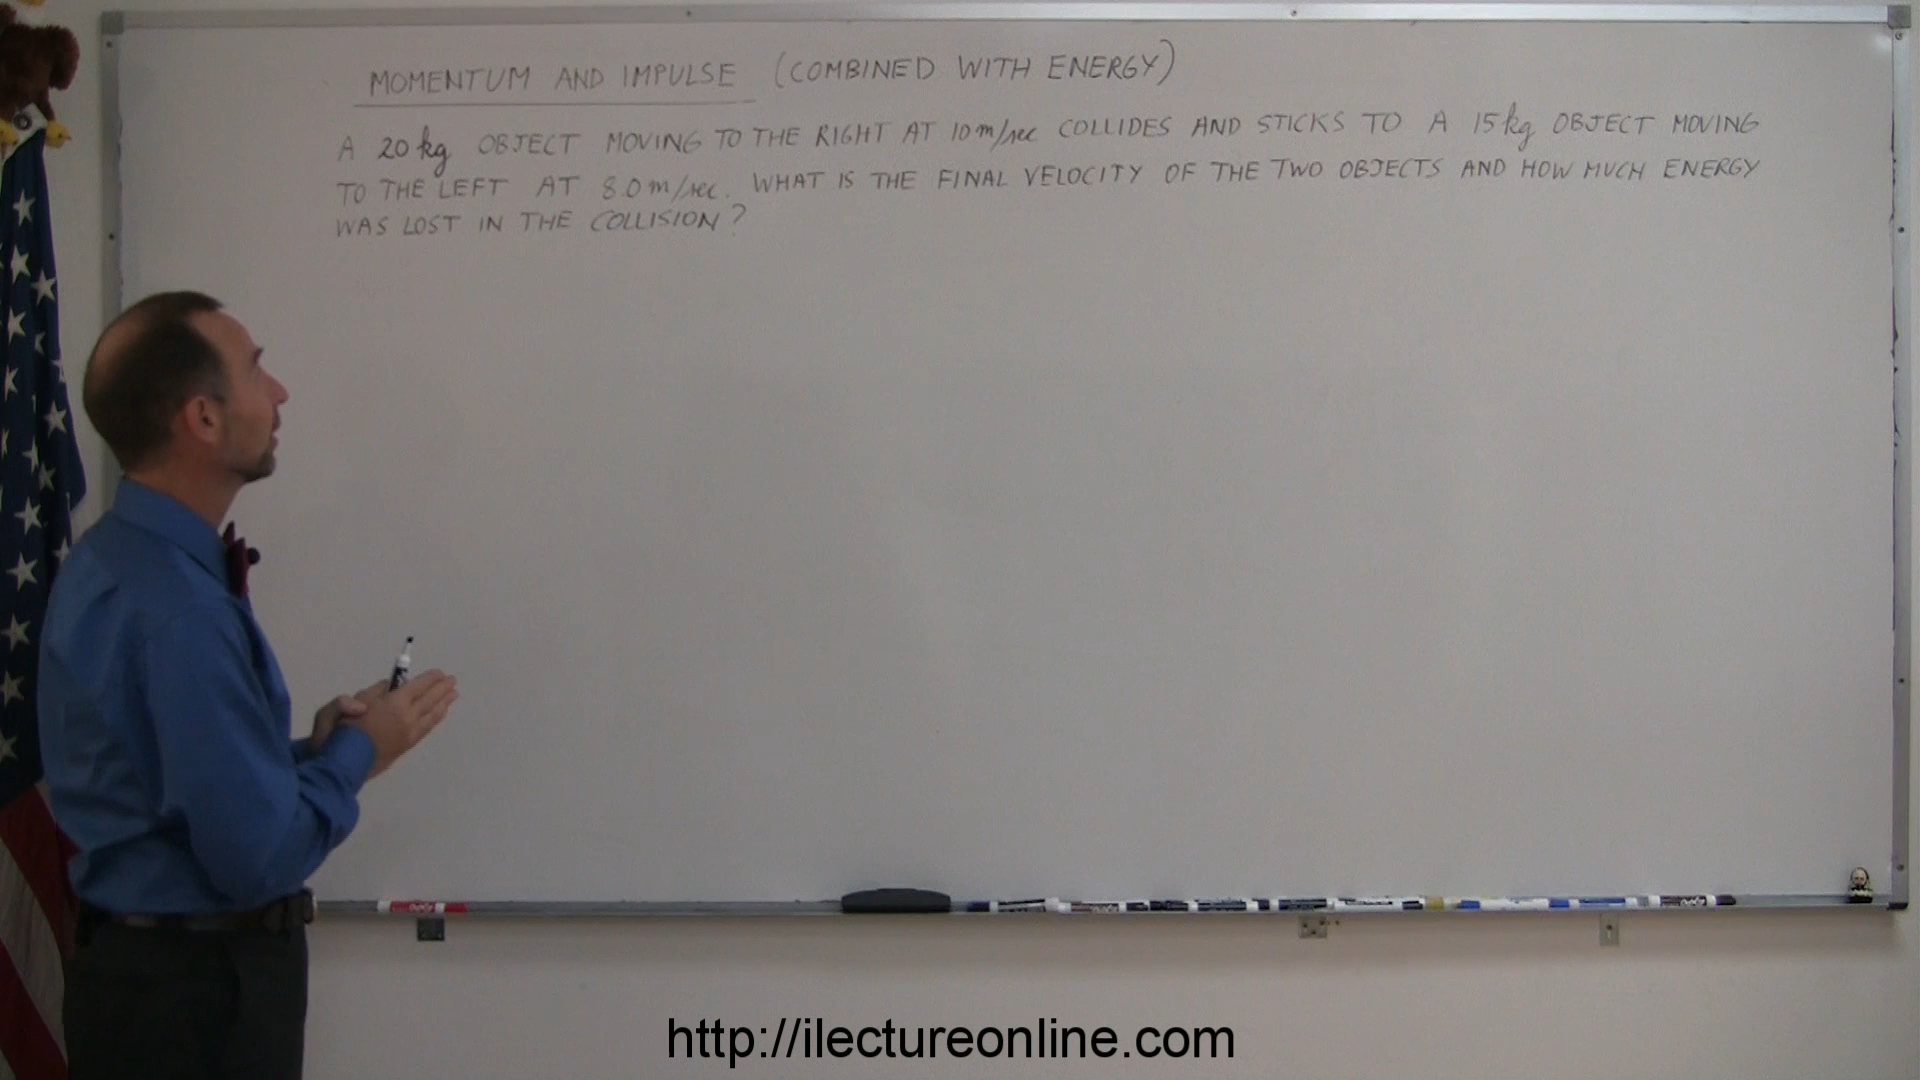 MOMENTUM AND IMPULSE (COMBINED WITH ENERGY)
A 20 kg OBJECT MOVING TO THE RIGHT AT 10 m/sec COLLIDES AND STICKS TO A 15 kg OBJECT MOVING
TO THE LEFT AT 8.0 m/sec. WHAT IS THE FINAL VELOCITY OF THE TWO OBJECTS AND HOW MUCH ENERGY
WAS LOST IN THE COLLISION?
http://ilectureonline.com